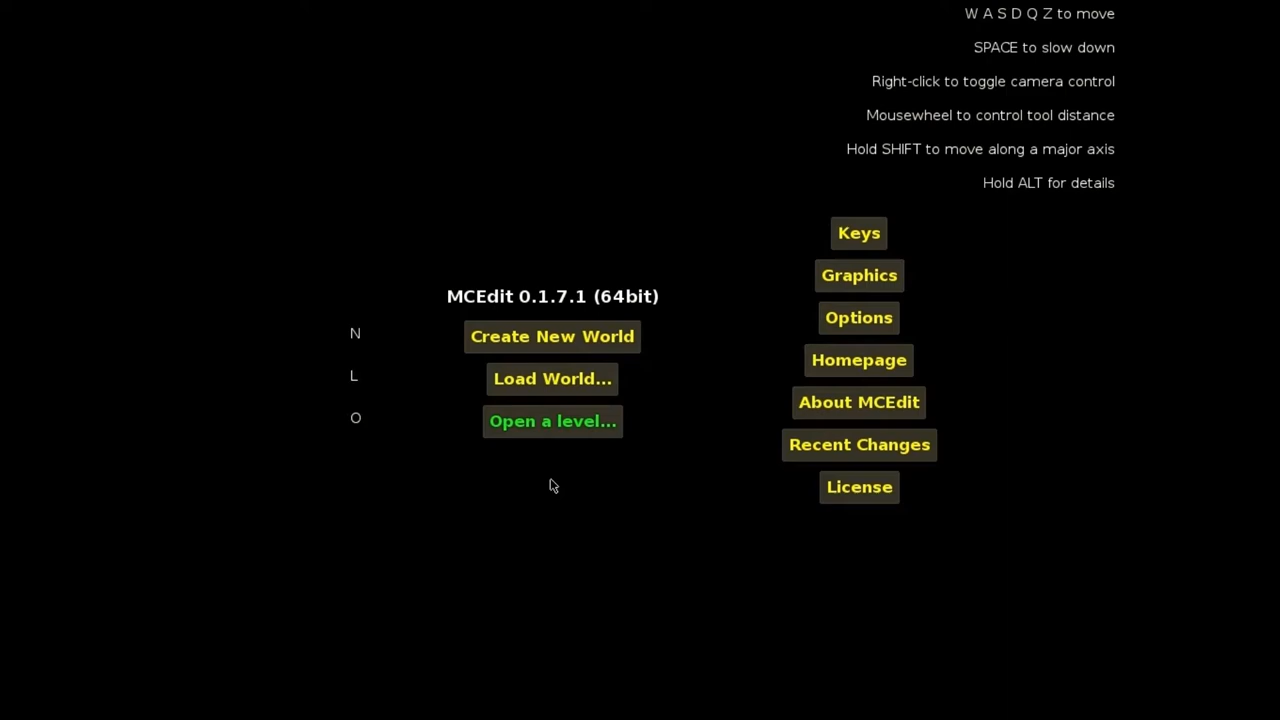 W A S D Q Z to move
SPACE to slow down
Right-click to toggle camera control
Mousewheel to control tool distance
Hold SHIFT to move along a major axis
Hold ALT for details
MCEdit 0.1.7.1 (64bit)
N Create New World
L Load World...
O Open a level...
Keys
Graphics
Options
Homepage
About MCEdit
Recent Changes
License